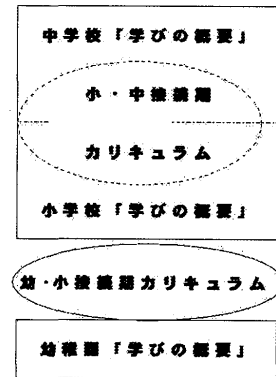 中学校「学びの概要」
小・中接続期
カリキュラム
小学校「学びの概要」
幼・小接続期カリキュラム
幼稚園「学びの概要」